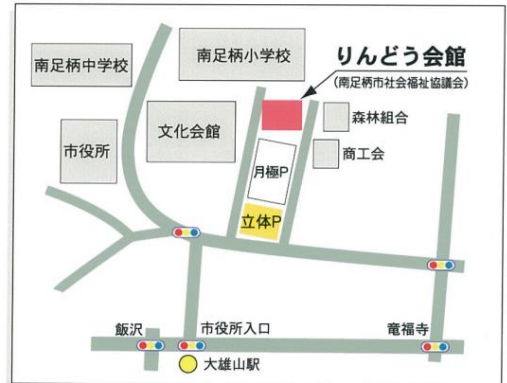 南足柄中学校
南足柄小学校
りんどう会館
(南足柄市社会福祉協議会)
市役所
文化会館
森林組合
商工会
月極P
立体P
飯沢
市役所入口
竜福寺
大雄山駅